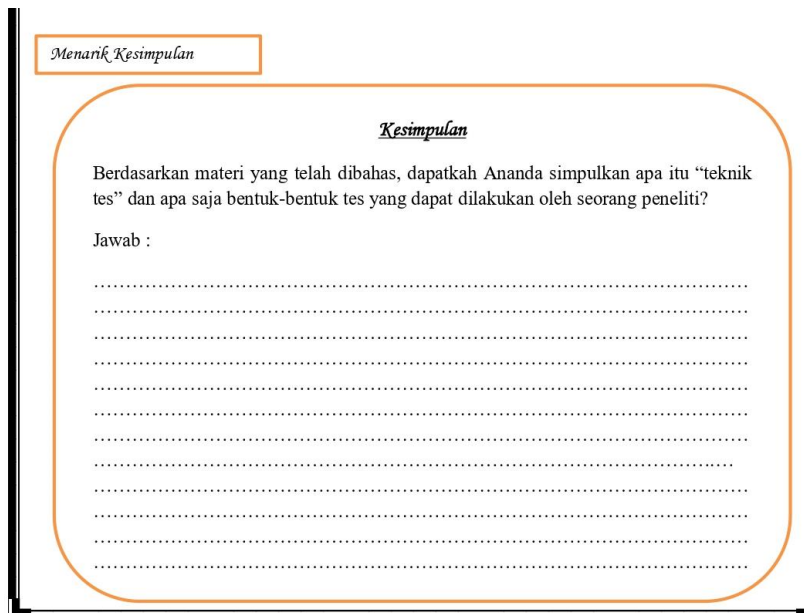 Menarik Kesimpulan
Kesimpulan
Berdasarkan materi yang telah dibahas, dapatkah Ananda simpulkan apa itu “teknik
tes” dan apa saja bentuk-bentuk tes yang dapat dilakukan oleh seorang peneliti?
Jawab :
…………………………………………………………………………………………
…………………………………………………………………………………………
…………………………………………………………………………………………
…………………………………………………………………………………………
…………………………………………………………………………………………
…………………………………………………………………………………………
…………………………………………………………………………………………
……………………………………………………………………………………..…
…………………………………………………………………………………………
…………………………………………………………………………………………
…………………………………………………………………………………………
…………………………………………………………………………………………